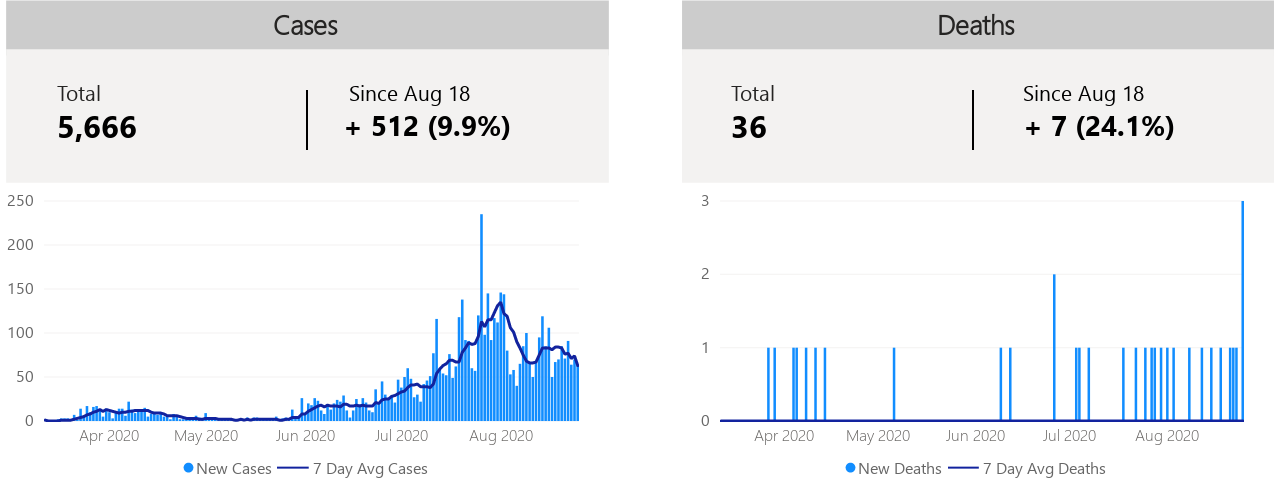 Cases
Total
5,666
Since Aug 18
+ 512 (9.9%)
250
200
150
100
50
0
Apr 2020 May 2020 Jun 2020 Jul 2020 Aug 2020
New Cases 7 Day Avg Cases
Deaths
Total
36
Since Aug 18
+ 7 (24.1%)
3
2
1
0
Apr 2020 May 2020 Jun 2020 Jul 2020 Aug 2020
New Deaths 7 Day Avg Deaths